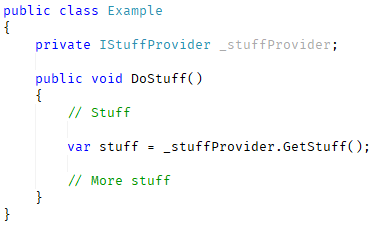 public class Example
{
    private IStuffProvider _stuffProvider;

    public void DoStuff()
    {
        // Stuff

        var stuff = _stuffProvider.GetStuff();

        // More stuff
    }
}